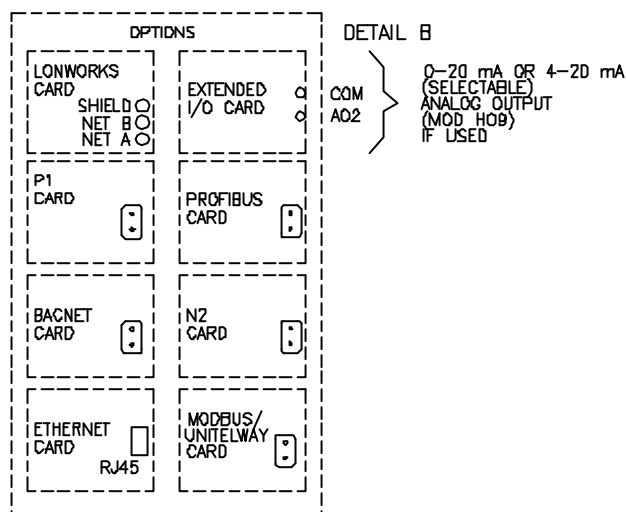 OPTIONS
DETAIL B
LONWORKS
CARD
SHIELD
NET B
NET A
EXTENDED
I/O CARD
COM
AO2
0-20 mA OR 4-20 mA
(SELECTABLE)
ANALOG OUTPUT
(MOD HO9)
IF USED
P1
CARD
PROFIBUS
CARD
BACNET
CARD
N2
CARD
ETHERNET
CARD
RJ45
MODBUS/
UNITELWAY
CARD